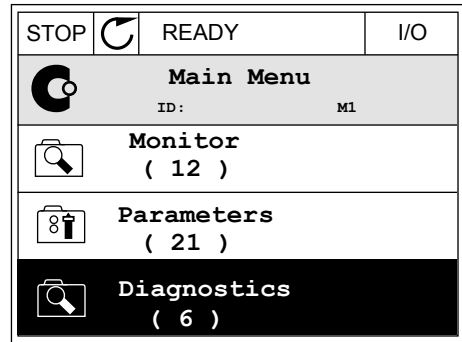 STOP READY I/O
Main Menu
ID: M1
Monitor
( 12 )
Parameters
( 21 )
Diagnostics
( 6 )